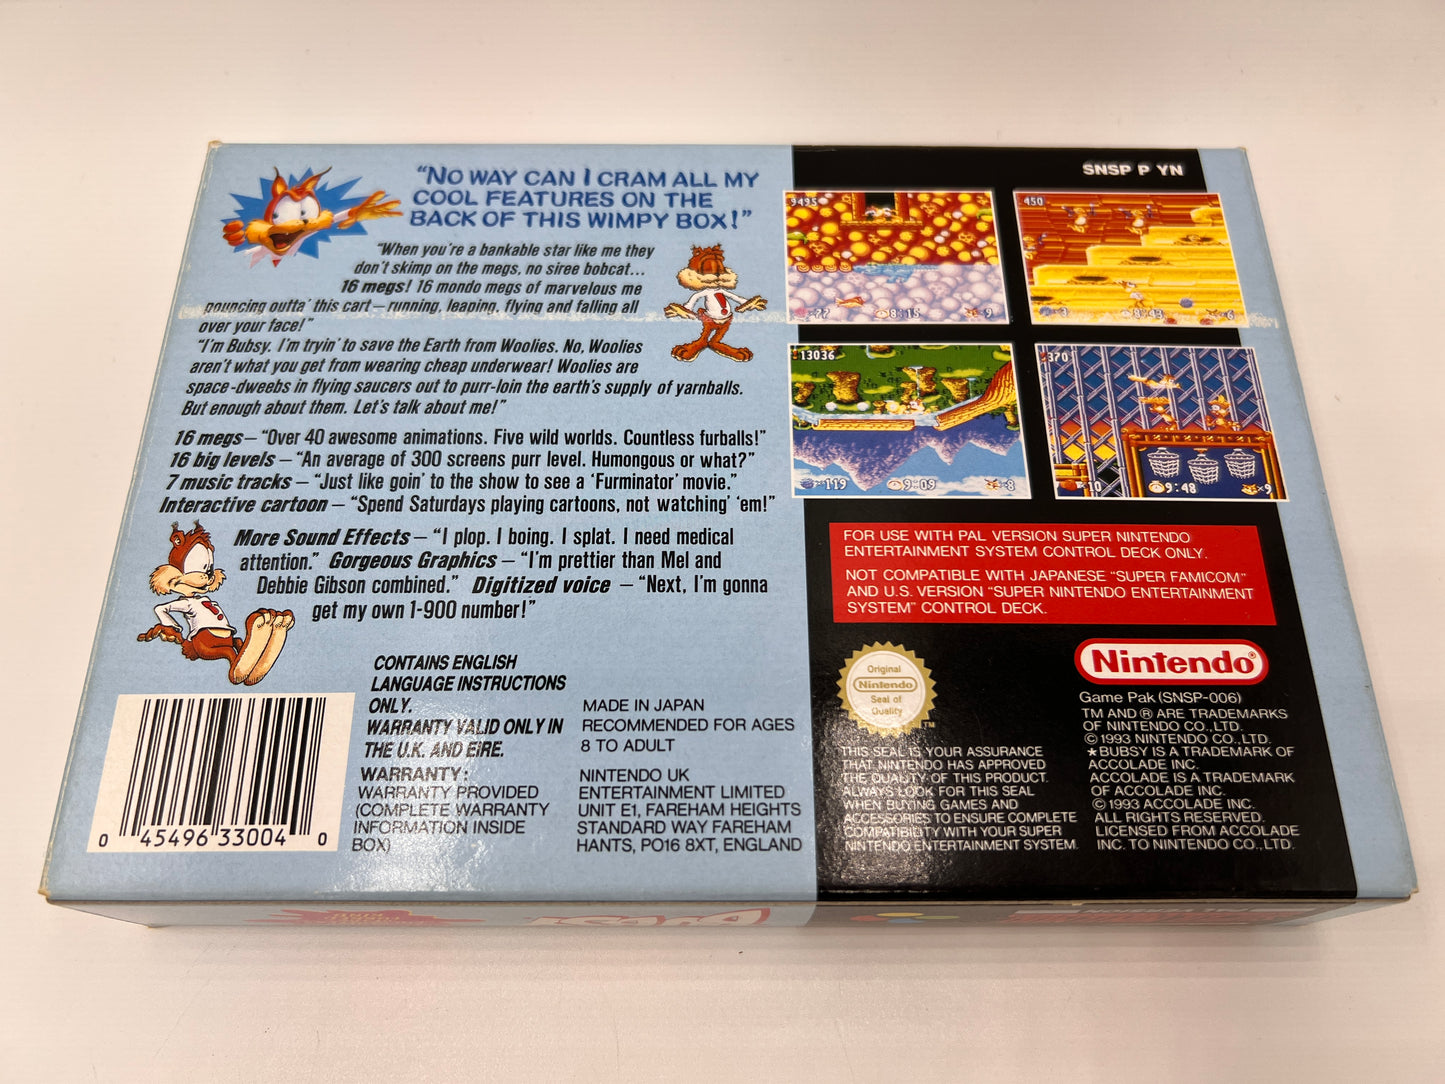 "NO WAY CAN I CRAM ALL MY
COOL FEATURES ON THE
BACK OF THIS WIMPY BOX!"
"When you're a bankable star like me they
don't skimp on the megs, no siree bobcat...
16 megs! 16 mondo megs of marvelous me
pouncing outta' this cart – running, leaping, flying and falling all
over your face!"
"I'm Bubsy. I'm tryin' to save the Earth from Woolies. No, Woolies
aren't what you get from wearing cheap underwear! Woolies are
space-dweebs in flying saucers out to purr-loin the earth's supply of yarnballs.
But enough about them. Let's talk about me!"
16 megs – "Over 40 awesome animations. Five wild worlds. Countless furballs!"
16 big levels – "An average of 300 screens purr level. Humongous or what?"
7 music tracks – "Just like goin' to the show to see a 'Furminator' movie."
Interactive cartoon – "Spend Saturdays playing cartoons, not watching 'em!"
More Sound Effects – "I plop. I boing. I splat. I need medical
attention." Gorgeous Graphics – "I'm prettier than Mel and
Debbie Gibson combined." Digitized voice – "Next, I'm gonna
get my own 1-900 number!"
CONTAINS ENGLISH
LANGUAGE INSTRUCTIONS
ONLY.
WARRANTY VALID ONLY IN
THE U.K. AND EIRE.
WARRANTY:
WARRANTY PROVIDED
(COMPLETE WARRANTY
INFORMATION INSIDE
BOX)
MADE IN JAPAN
RECOMMENDED FOR AGES
8 TO ADULT
NINTENDO UK
ENTERTAINMENT LIMITED
UNIT E1, FAREHAM HEIGHTS
STANDARD WAY FAREHAM
HANTS, PO16 8XT, ENGLAND
0 45496 33004 0
SNSP P YN
9495
77 8:15 9
450
3 8:43 6
13036
119 9:09 8
370
10 9:48 ×9
FOR USE WITH PAL VERSION SUPER NINTENDO
ENTERTAINMENT SYSTEM CONTROL DECK ONLY.
NOT COMPATIBLE WITH JAPANESE "SUPER FAMICOM"
AND U.S. VERSION "SUPER NINTENDO ENTERTAINMENT
SYSTEM" CONTROL DECK.
Original
Nintendo
Seal of
Quality
TM
THIS SEAL IS YOUR ASSURANCE
THAT NINTENDO HAS APPROVED
THE QUALITY OF THIS PRODUCT.
ALWAYS LOOK FOR THIS SEAL
WHEN BUYING GAMES AND
ACCESSORIES TO ENSURE COMPLETE
COMPATIBILITY WITH YOUR SUPER
NINTENDO ENTERTAINMENT SYSTEM.
Nintendo®
Game Pak (SNSP-006)
TM AND ® ARE TRADEMARKS
OF NINTENDO CO.,LTD.
© 1993 NINTENDO CO.,LTD.
★BUBSY IS A TRADEMARK OF
ACCOLADE INC.
ACCOLADE IS A TRADEMARK
OF ACCOLADE INC.
© 1993 ACCOLADE INC.
ALL RIGHTS RESERVED.
LICENSED FROM ACCOLADE
INC. TO NINTENDO CO.,LTD.